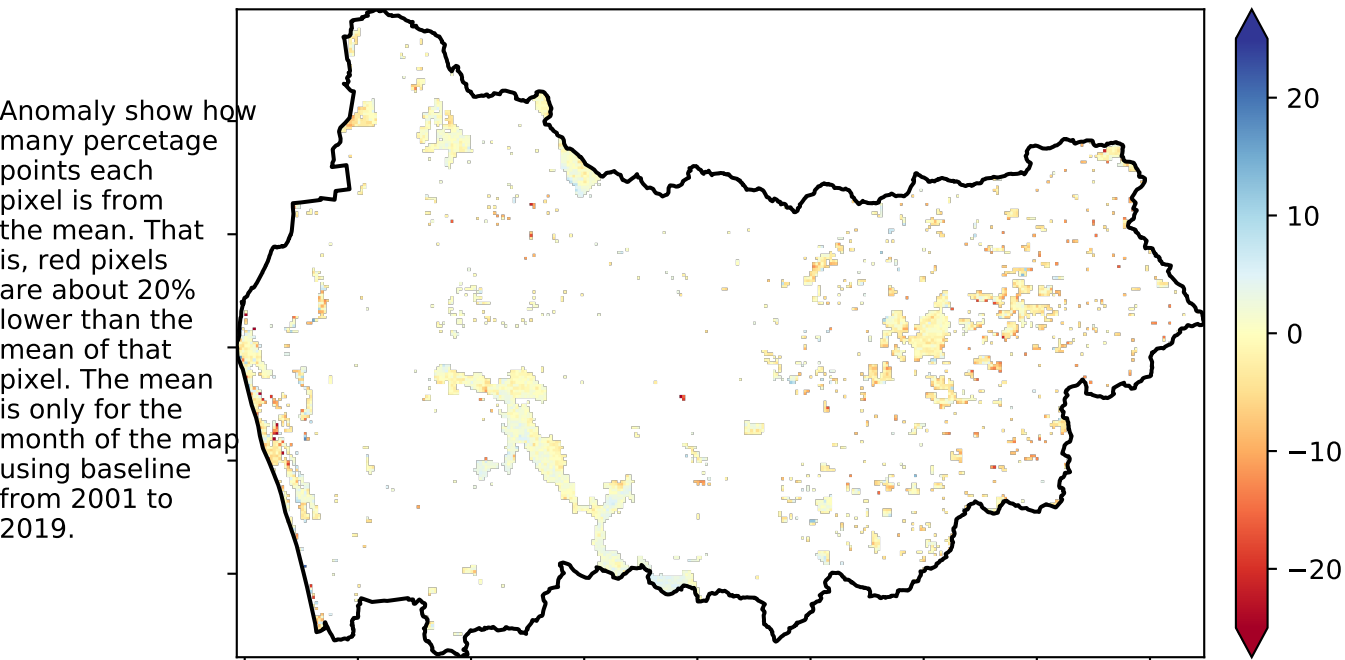 Anomaly show how
many percetage
points each
pixel is from
the mean. That
is, red pixels
are about 20%
lower than the
mean of that
pixel. The mean
is only for the
month of the map
using baseline
from 2001 to
2019.
20
10
0
−10
−20